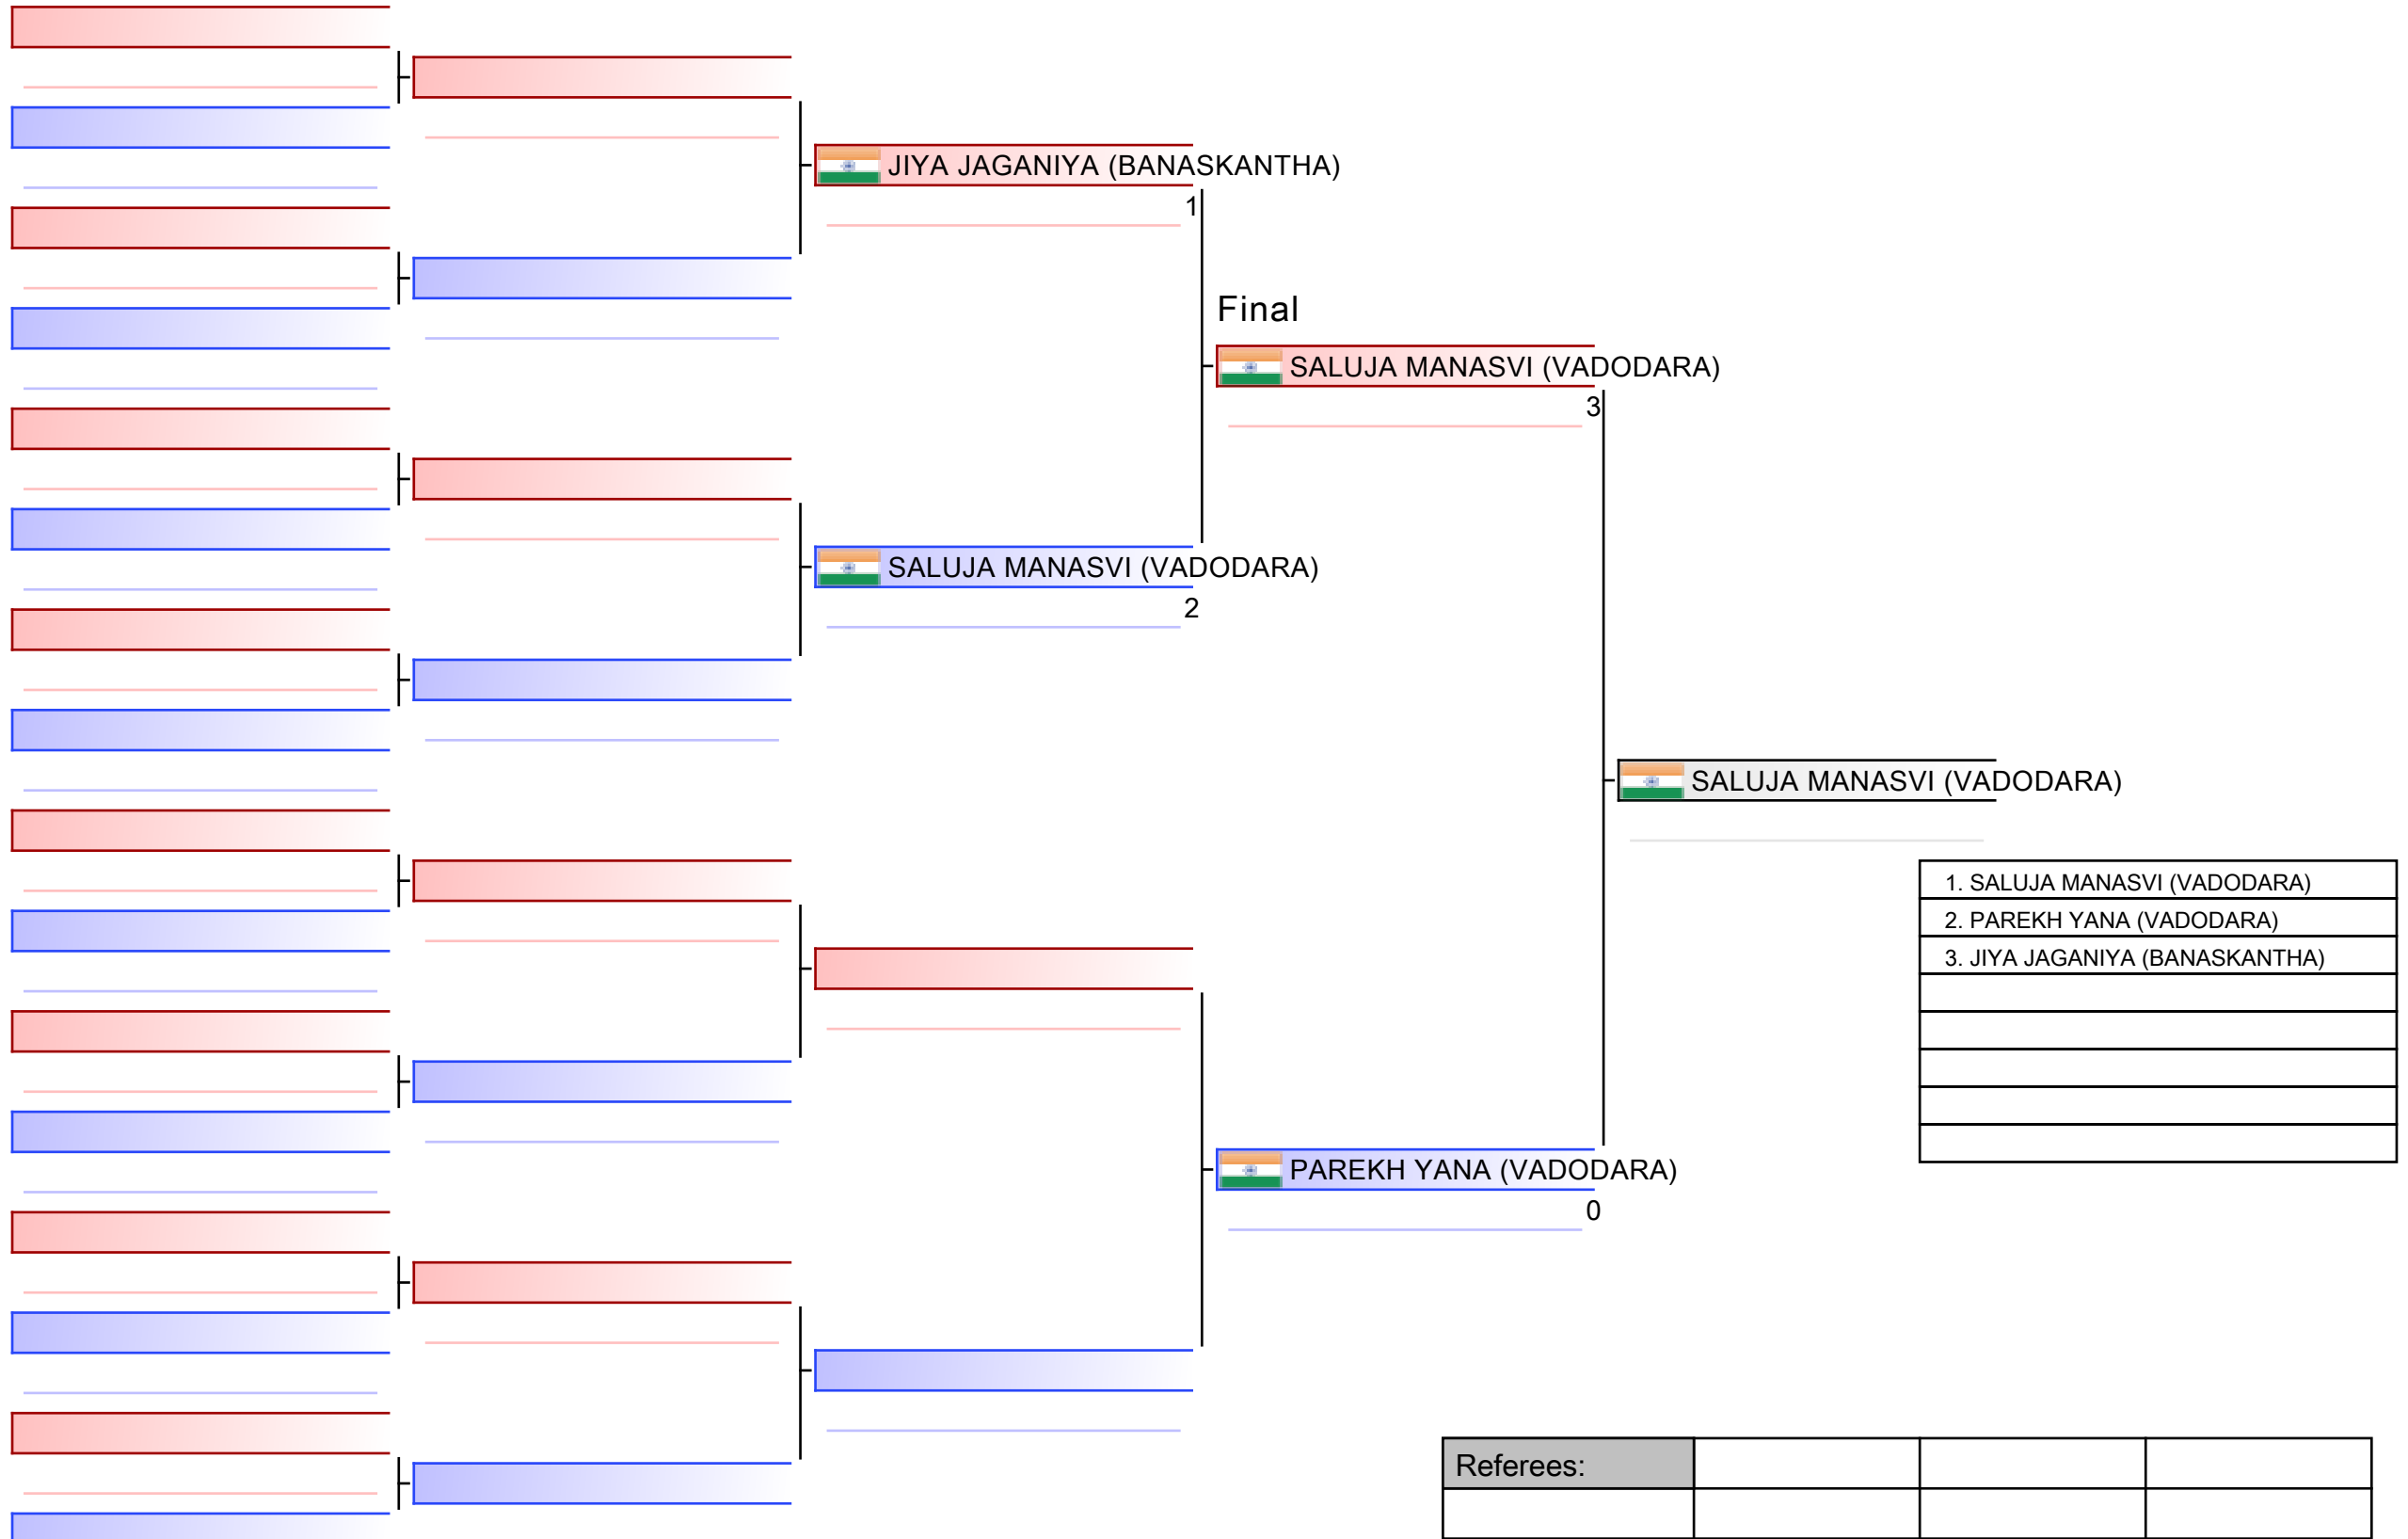 JIYA JAGANIYA (BANASKANTHA)
1
Final
SALUJA MANASVI (VADODARA)
3
SALUJA MANASVI (VADODARA)
2
SALUJA MANASVI (VADODARA)
1. SALUJA MANASVI (VADODARA)
2. PAREKH YANA (VADODARA)
3. JIYA JAGANIYA (BANASKANTHA)
PAREKH YANA (VADODARA)
0
Referees: